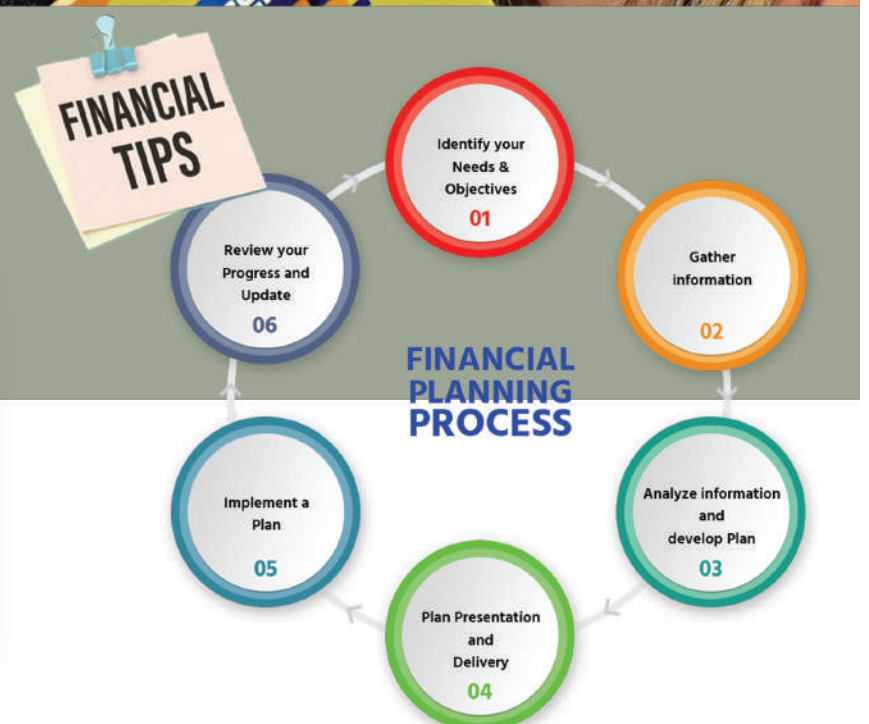 FINANCIAL
TIPS
Identify your
Needs &
Objectives
01
Gather
information
02
Analyze information
and
develop Plan
03
Plan Presentation
and
Delivery
04
Implement a
Plan
05
Review your
Progress and
Update
06
FINANCIAL
PLANNING
PROCESS